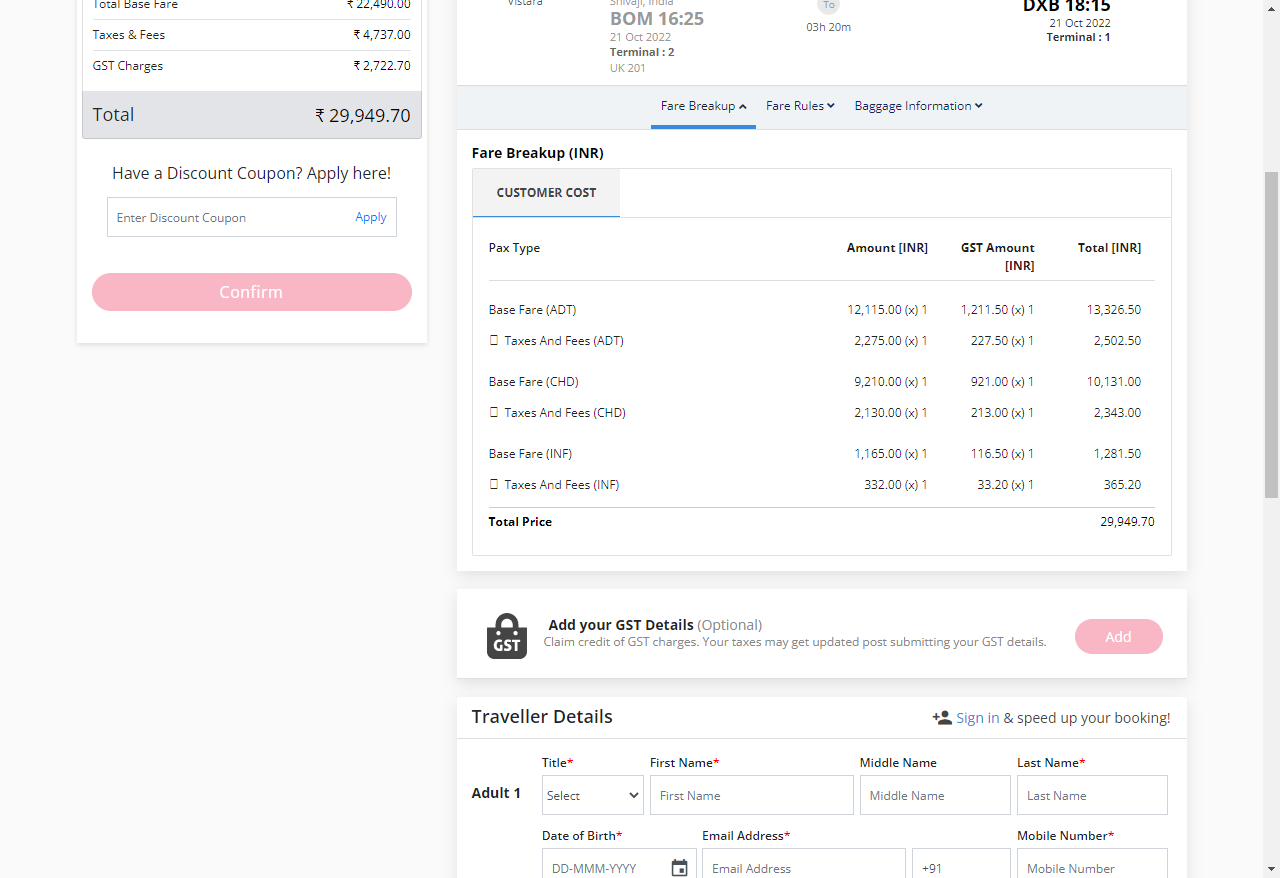 Total Base Fare ₹ 22,490.00
Taxes & Fees ₹ 4,737.00
GST Charges ₹ 2,722.70
Total ₹ 29,949.70
Have a Discount Coupon? Apply here!
Enter Discount Coupon Apply
Confirm
Vistara
Shivaji, India
BOM 16:25
21 Oct 2022
Terminal : 2
UK 201
To
03h 20m
DXB 18:15
21 Oct 2022
Terminal : 1
Fare Breakup Fare Rules Baggage Information
Fare Breakup (INR)
CUSTOMER COST
Pax Type Amount [INR] GST Amount [INR] Total [INR]
Base Fare (ADT) 12,115.00 (x) 1 1,211.50 (x) 1 13,326.50
Taxes And Fees (ADT) 2,275.00 (x) 1 227.50 (x) 1 2,502.50
Base Fare (CHD) 9,210.00 (x) 1 921.00 (x) 1 10,131.00
Taxes And Fees (CHD) 2,130.00 (x) 1 213.00 (x) 1 2,343.00
Base Fare (INF) 1,165.00 (x) 1 116.50 (x) 1 1,281.50
Taxes And Fees (INF) 332.00 (x) 1 33.20 (x) 1 365.20
Total Price 29,949.70
GST
Add your GST Details (Optional)
Claim credit of GST charges. Your taxes may get updated post submitting your GST details.
Add
Traveller Details Sign in & speed up your booking!
Title* First Name* Middle Name Last Name*
Adult 1 Select First Name Middle Name Last Name
Date of Birth* Email Address* Mobile Number*
DD-MMM-YYYY Email Address +91 Mobile Number